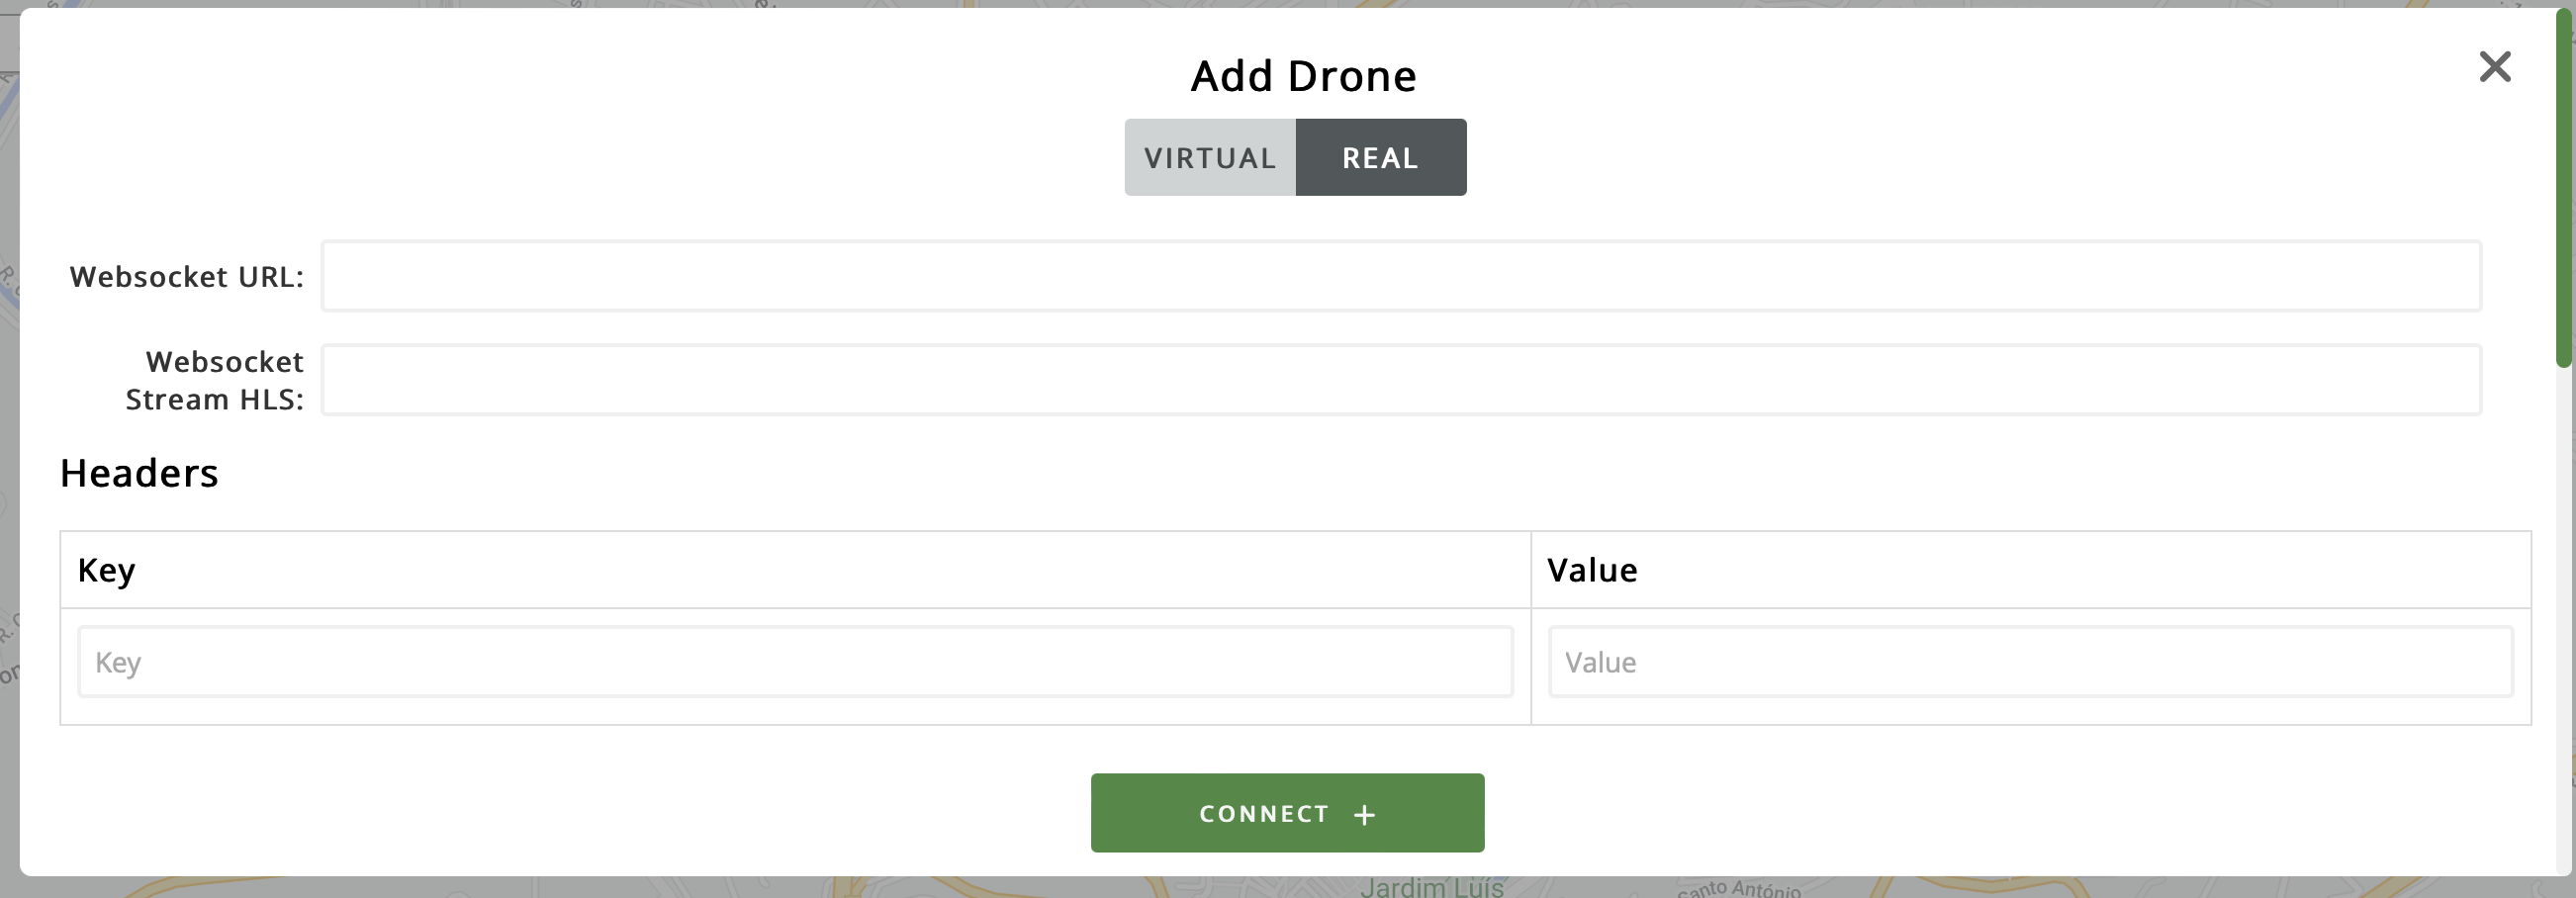 Add Drone
VIRTUAL
REAL
Websocket URL:
Websocket
Stream HLS:
Headers
Key
Value
Key
Value
CONNECT +
Jardim Luís
Santo António